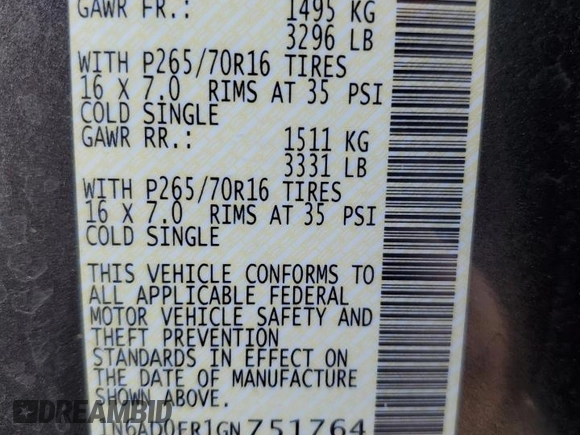 GAWR FR.: 1495 KG
3296 LB
WITH P265/70R16 TIRES
16 X 7.0 RIMS AT 35 PSI
COLD SINGLE
GAWR RR.: 1511 KG
3331 LB
WITH P265/70R16 TIRES
16 X 7.0 RIMS AT 35 PSI
COLD SINGLE
THIS VEHICLE CONFORMS TO
ALL APPLICABLE FEDERAL
MOTOR VEHICLE SAFETY AND
THEFT PREVENTION
STANDARDS IN EFFECT ON
THE DATE OF MANUFACTURE
SHOWN ABOVE.
1N6AD0ER1GN751764
DREAMBID